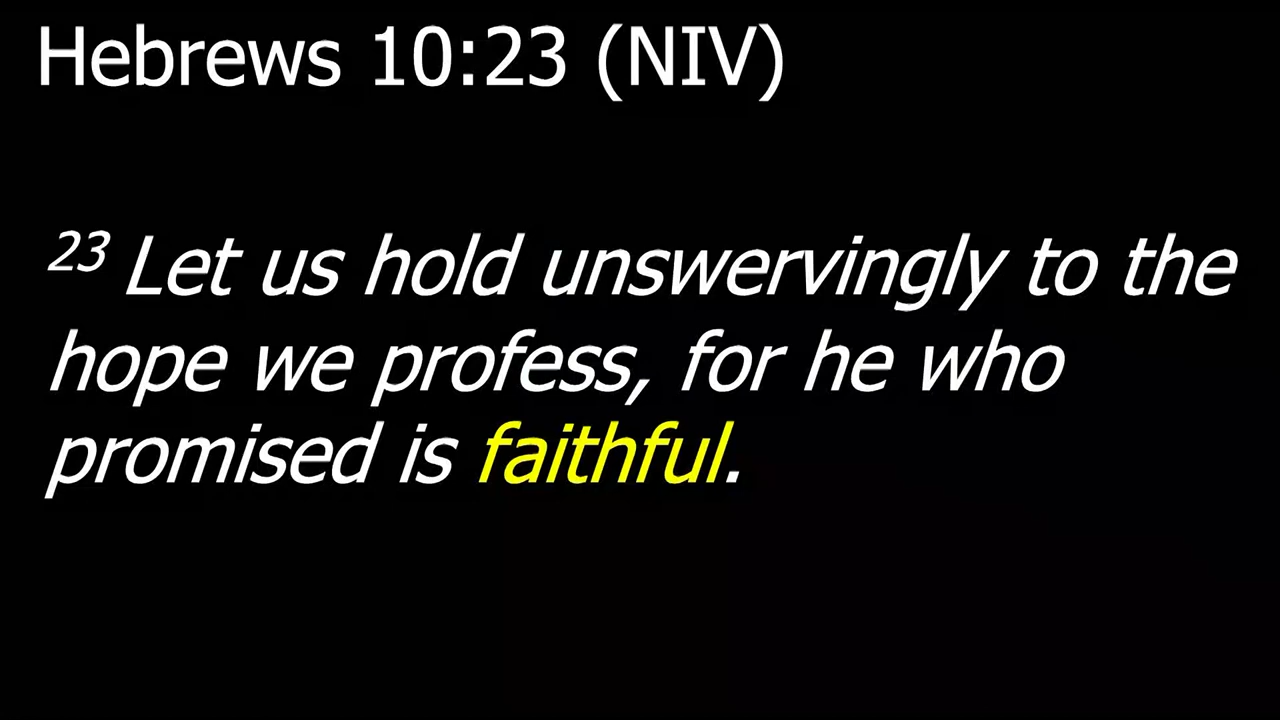 Hebrews 10:23 (NIV)
23 Let us hold unswervingly to the
hope we profess, for he who
promised is faithful.